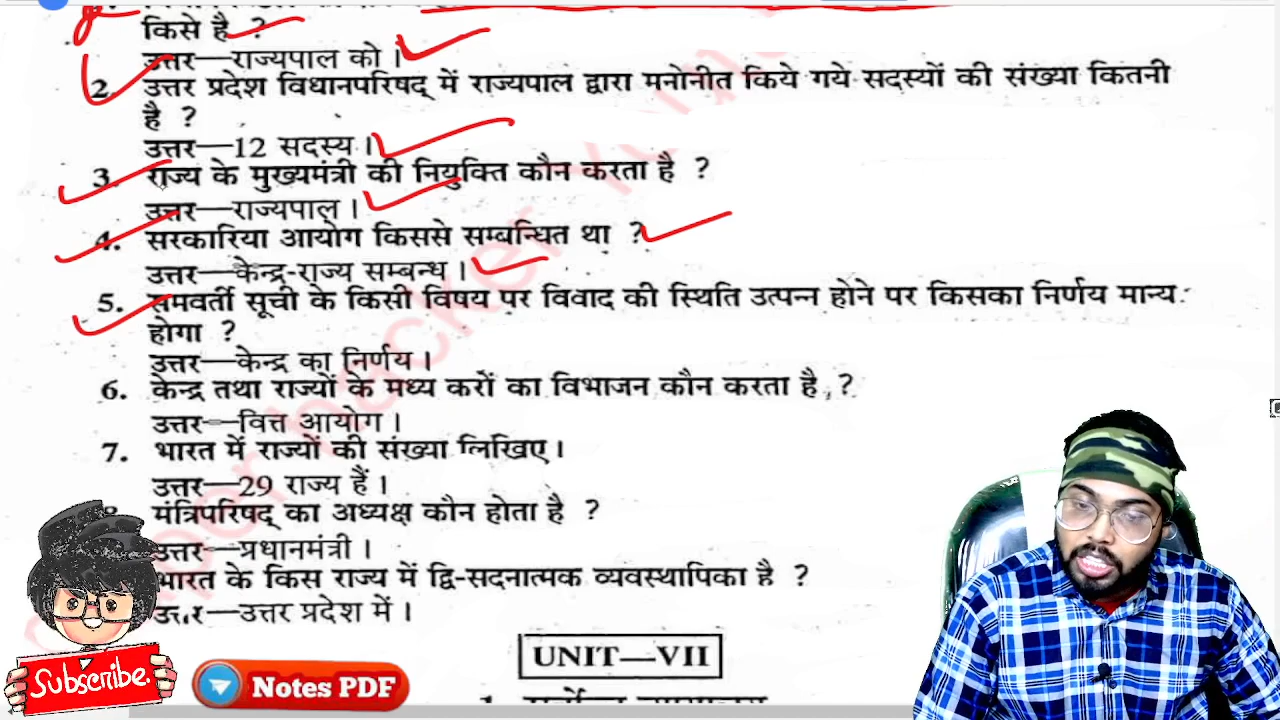 किसे है ?
उत्तर—राज्यपाल को ।
2. उत्तर प्रदेश विधानपरिषद् में राज्यपाल द्वारा मनोनीत किये गये सदस्यों की संख्या कितनी
है ?
उत्तर—12 सदस्य ।
3. राज्य के मुख्यमंत्री की नियुक्ति कौन करता है ?
उत्तर—राज्यपाल ।
4. सरकारिया आयोग किससे सम्बन्धित था ?
उत्तर—केन्द्र-राज्य सम्बन्ध ।
5. समवर्ती सूची के किसी विषय पर विवाद की स्थिति उत्पन्न होने पर किसका निर्णय मान्य
होगा ?
उत्तर—केन्द्र का निर्णय ।
6. केन्द्र तथा राज्यों के मध्य करों का विभाजन कौन करता है, ?
उत्तर—वित्त आयोग ।
7. भारत में राज्यों की संख्या लिखिए ।
उत्तर—29 राज्य हैं ।
मंत्रिपरिषद् का अध्यक्ष कौन होता है ?
उत्तर—प्रधानमंत्री ।
भारत के किस राज्य में द्वि-सदनात्मक व्यवस्थापिका है ?
उत्तर—उत्तर प्रदेश में ।
UNIT—VII
Subscribe.
Notes PDF